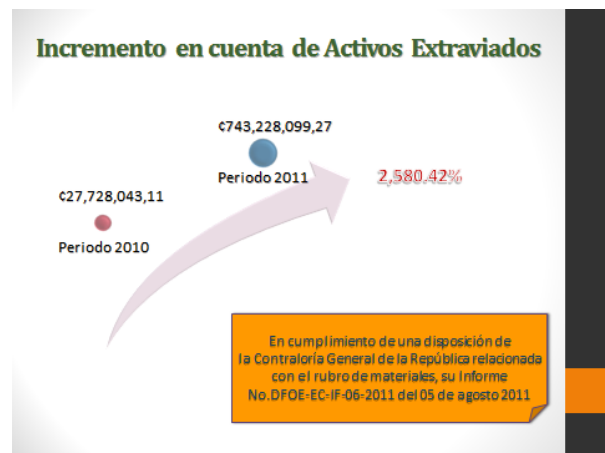 Incremento en cuenta de Activos Extraviados
¢743,228,099,27
Periodo 2011
2,580.42%
¢27,728,043,11
Periodo 2010
En cumplimiento de una disposición de
la Contraloría General de la República relacionada
con el rubro de materiales, su Informe
No.DFOE-EC-IF-06-2011 del 05 de agosto 2011